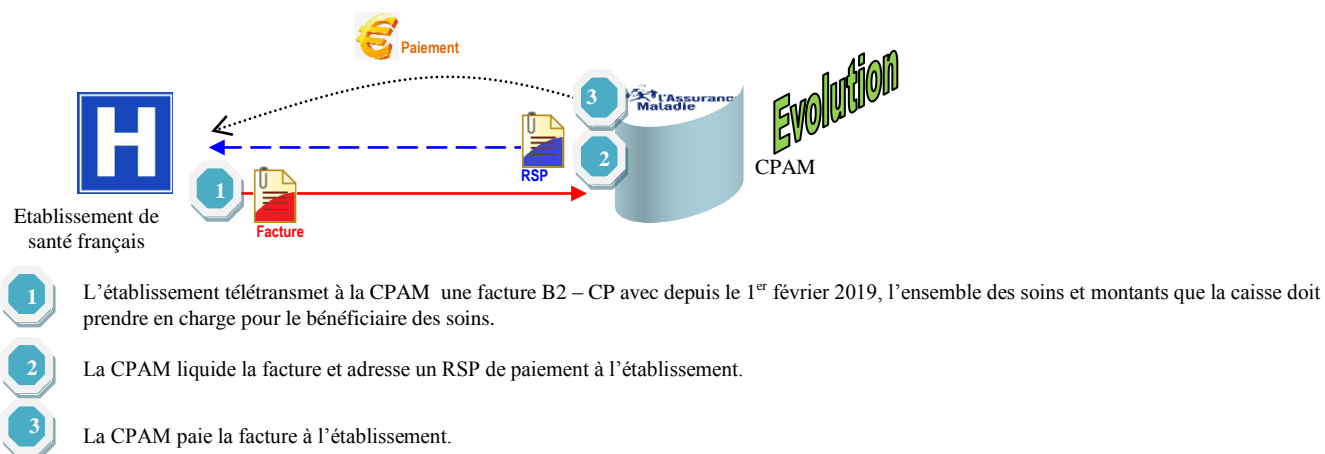 Paiement
3
l'Assurance
Maladie
Evolution
H
RSP
2
CPAM
1
Facture
Etablissement de
santé français
1
L'établissement télétransmet à la CPAM une facture B2 – CP avec depuis le 1er février 2019, l'ensemble des soins et montants que la caisse doit
prendre en charge pour le bénéficiaire des soins.
2
La CPAM liquide la facture et adresse un RSP de paiement à l'établissement.
3
La CPAM paie la facture à l'établissement.